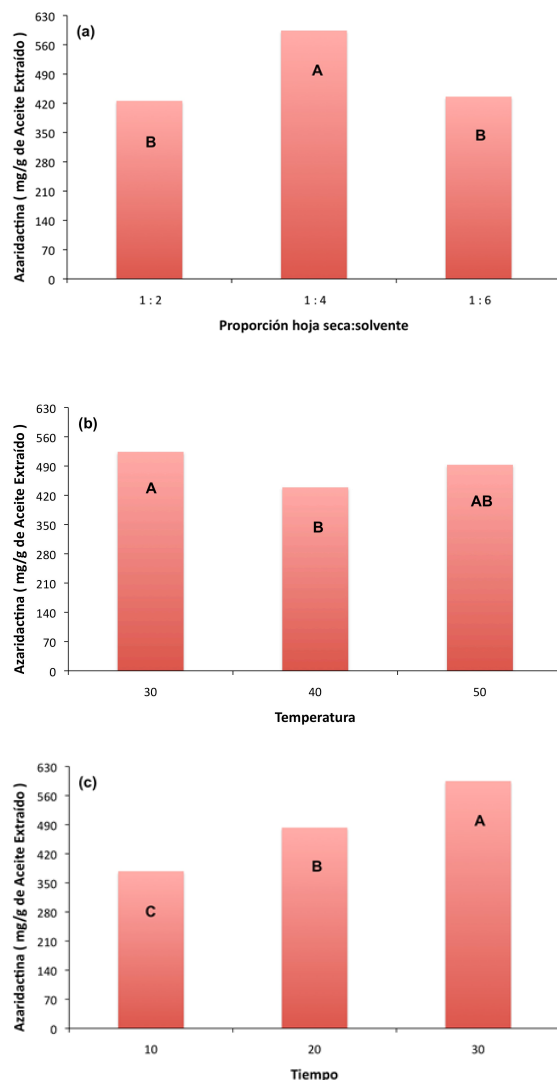 (a)
Azaridactina ( mg/g de Aceite Extraído )
630
560
490
420
350
280
210
140
70
0
B
A
B
1 : 2
1 : 4
1 : 6
Proporción hoja seca:solvente
(b)
Azaridactina ( mg/g de Aceite Extraído )
630
560
490
420
350
280
210
140
70
0
A
B
AB
30
40
50
Temperatura
(c)
Azaridactina ( mg/g de Aceite Extraído )
630
560
490
420
350
280
210
140
70
0
C
B
A
10
20
30
Tiempo